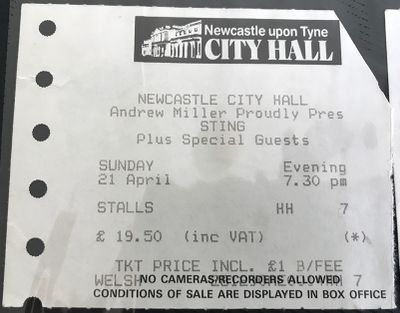 Newcastle upon Tyne
CITY HALL
NEWCASTLE CITY HALL
Andrew Miller Proudly Pres
STING
Plus Special Guests
SUNDAY Evening
21 April 7.30 pm
STALLS HH 7
£ 19.50 (inc VAT) (*)
TKT PRICE INCL. £1 B/FEE
WELSH 7
NO CAMERAS/RECORDERS ALLOWED
CONDITIONS OF SALE ARE DISPLAYED IN BOX OFFICE